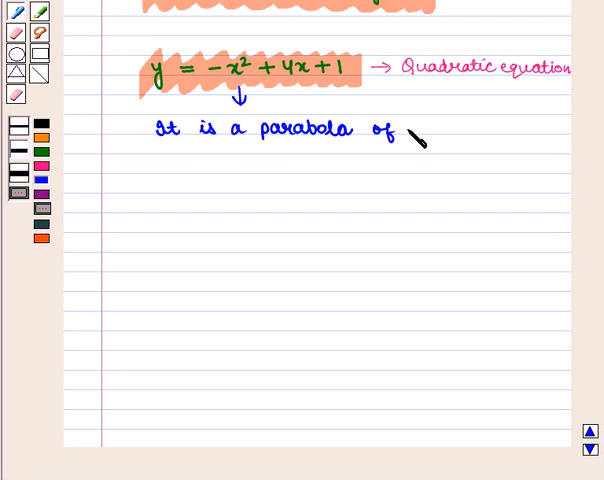 y = -x² + 4x + 1 → Quadratic equation
It is a parabola of